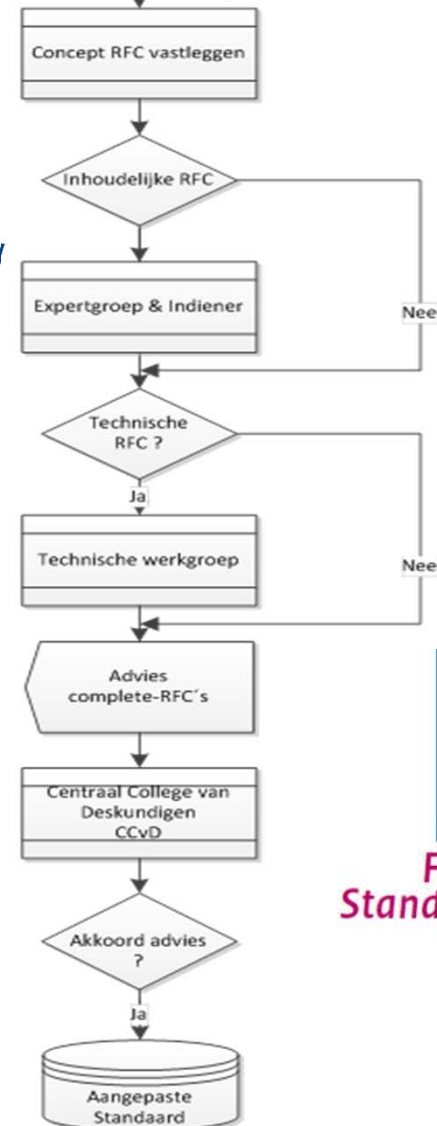 Concept RFC vastleggen
Inhoudelijke RFC
Expertgroep & Indiener
Nee
Technische
RFC ?
Ja
Technische werkgroep
Nee
Advies
complete-RFC´s
Centraal College van
Deskundigen
CCvD
Akkoord advies
?
Ja
Aangepaste
Standaard